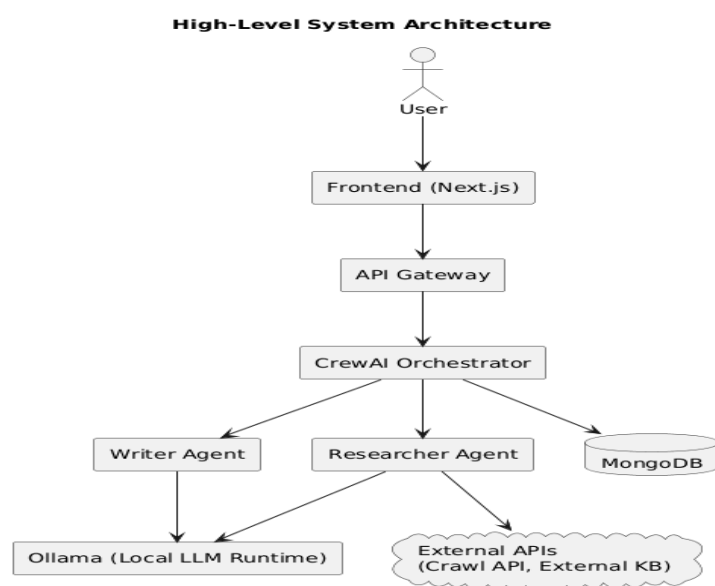 High-Level System Architecture
User
Frontend (Next.js)
API Gateway
CrewAI Orchestrator
Writer Agent
Researcher Agent
MongoDB
Ollama (Local LLM Runtime)
External APIs
(Crawl API, External KB)